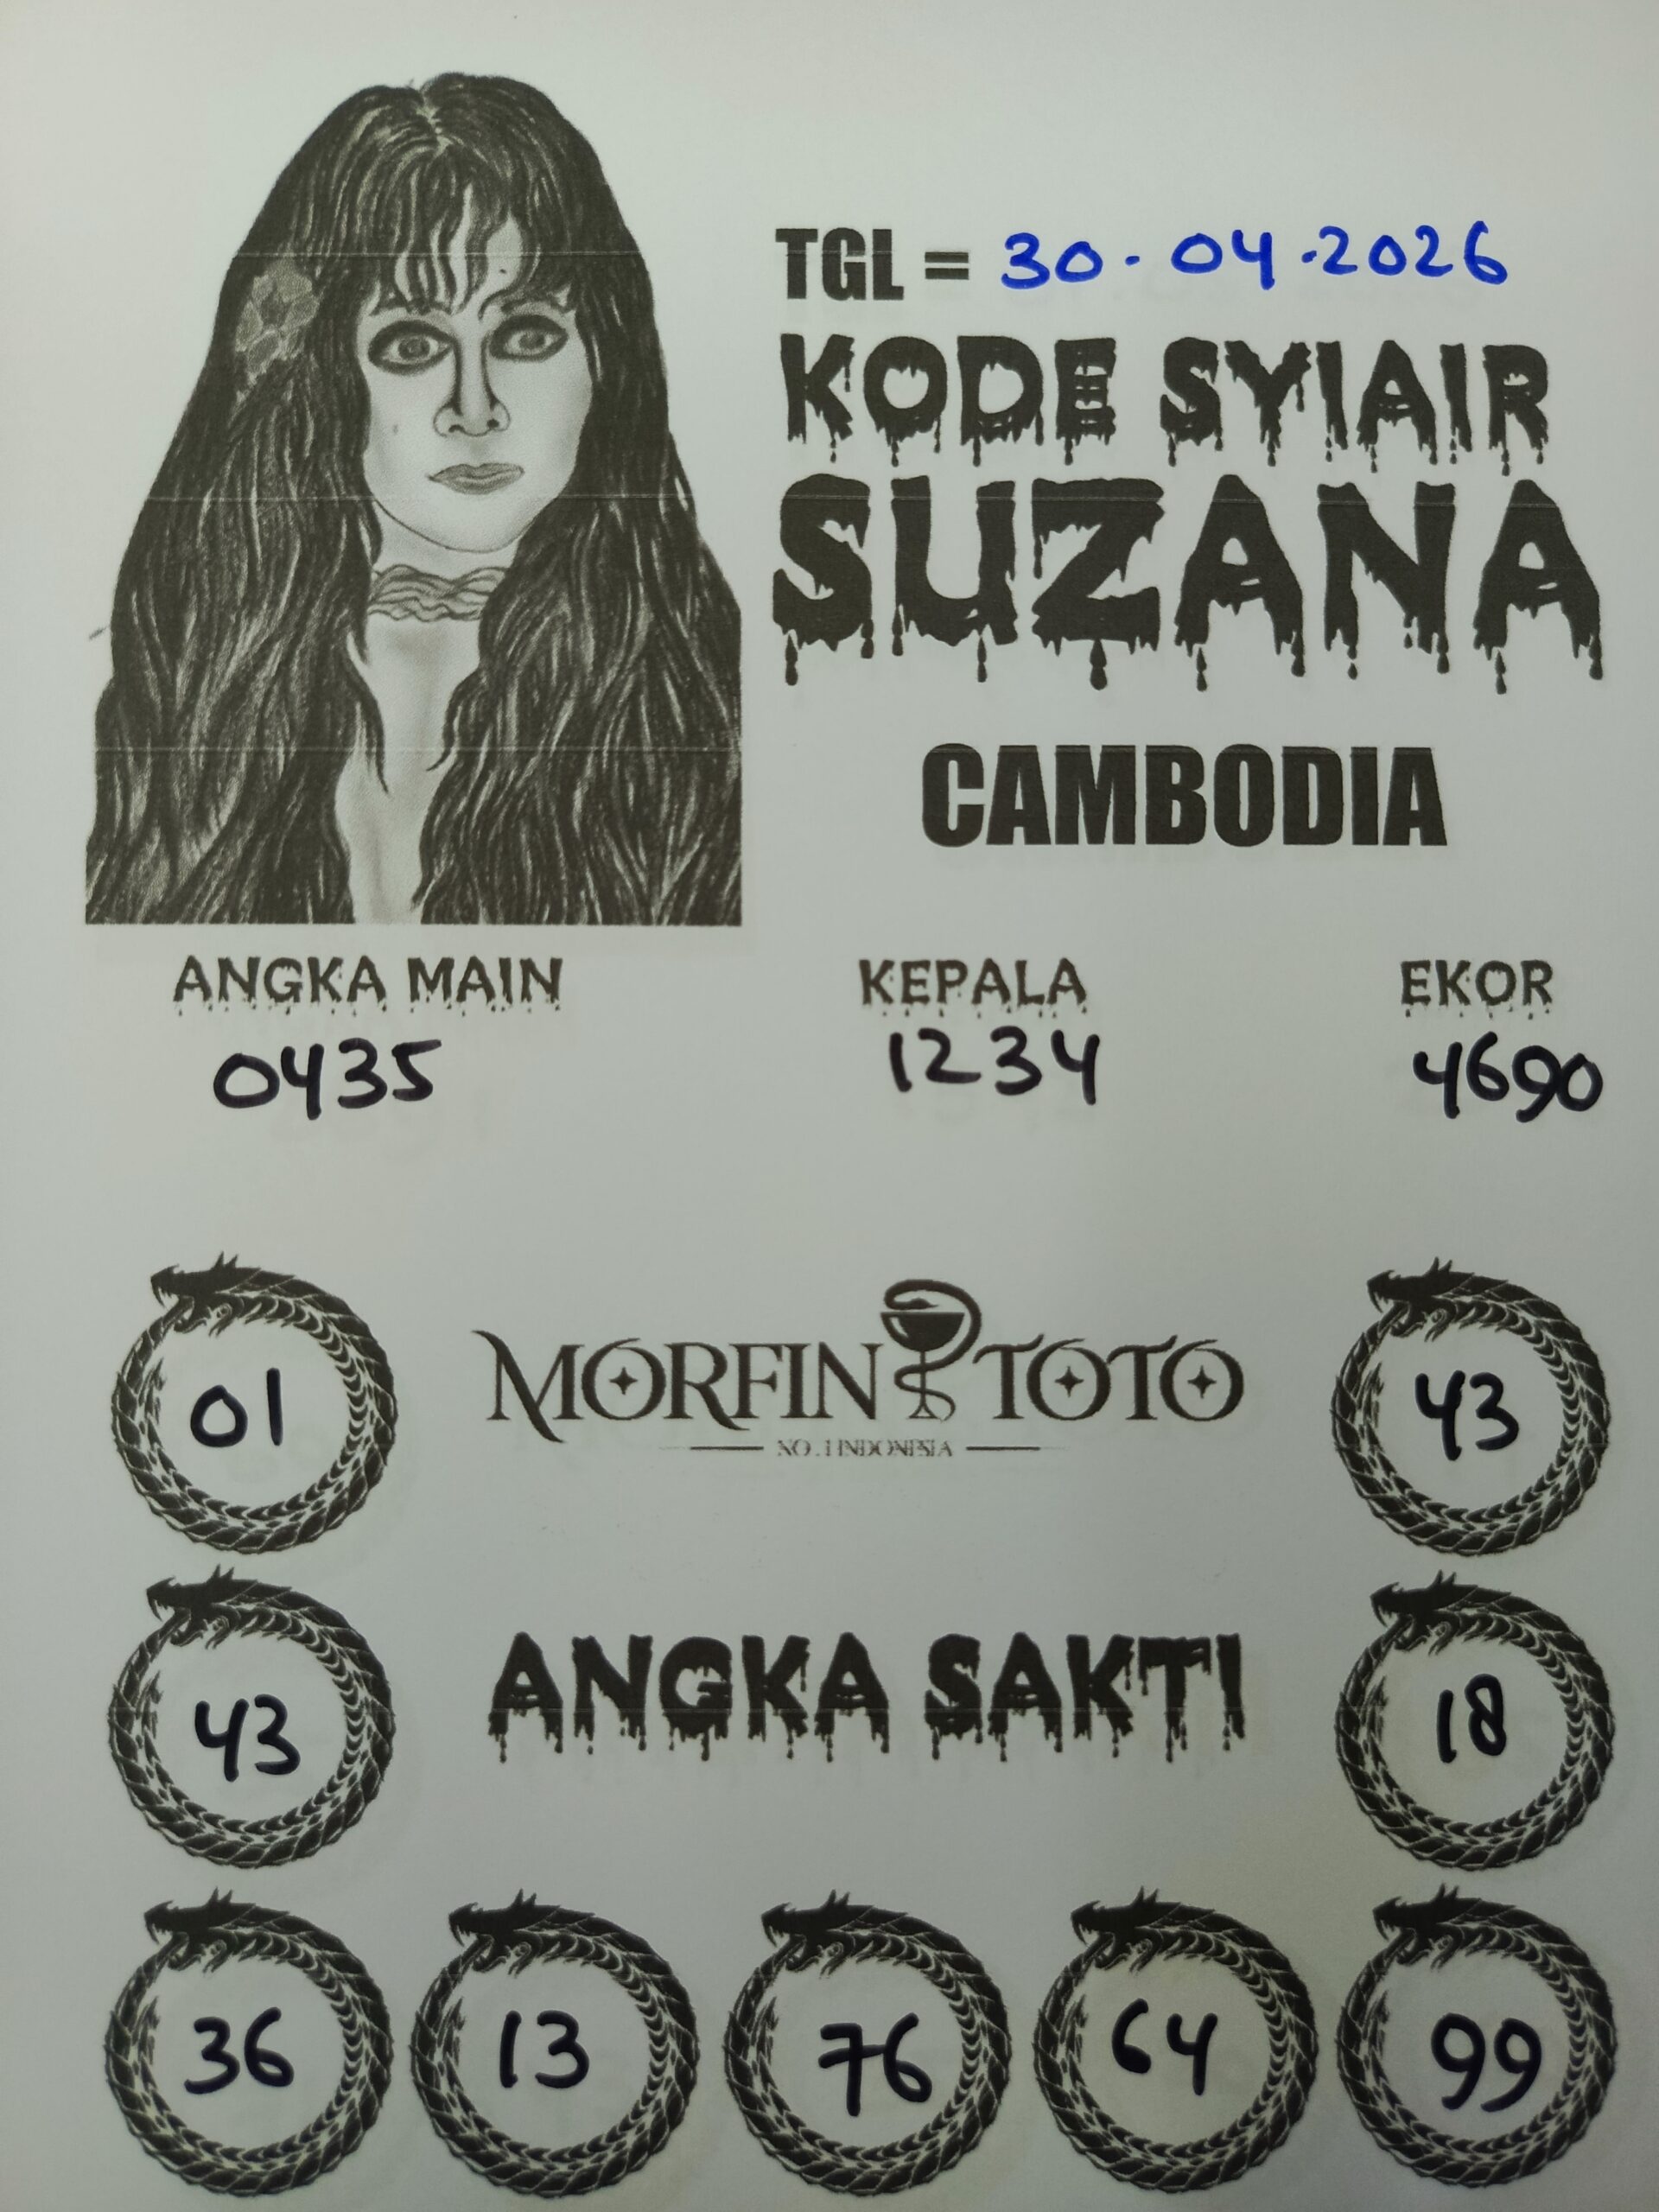 TGL = 30-04-2026
KODE SYIAIR
SUZANA
CAMBODIA
ANGKA MAIN KEPALA EKOR
0435 1234 4690
01 MORFIN TOTO 43
NO.1 INDONESIA
43 ANGKA SAKTI 18
36 13 76 64 99